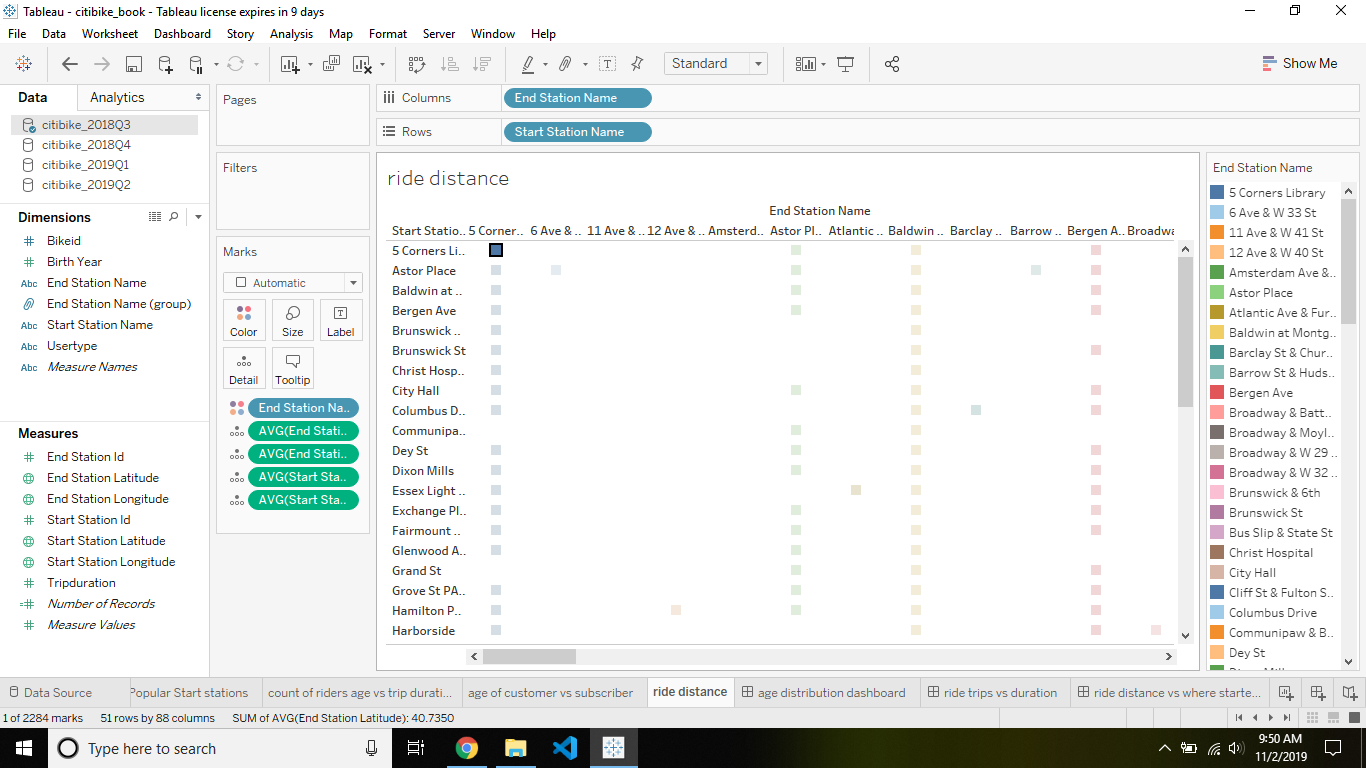 Tableau - citibike_book - Tableau license expires in 9 days
File Data Worksheet Dashboard Story Analysis Map Format Server Window Help
Standard
Show Me
Data Analytics
citibike_2018Q3
citibike_2018Q4
citibike_2019Q1
citibike_2019Q2
Dimensions
Bikeid
Birth Year
Abc End Station Name
End Station Name (group)
Abc Start Station Name
Abc Usertype
Abc Measure Names
Measures
End Station Id
End Station Latitude
End Station Longitude
Start Station Id
Start Station Latitude
Start Station Longitude
Tripduration
Number of Records
Measure Values
Pages
Filters
Marks
Automatic
Color Size Label
Detail Tooltip
End Station Na..
AVG(End Stati..
AVG(End Stati..
AVG(Start Sta..
AVG(Start Sta..
Columns End Station Name
Rows Start Station Name
ride distance
End Station Name
Start Statio.. 5 Corner.. 6 Ave & .. 11 Ave & .. 12 Ave & .. Amsterd.. Astor Pl.. Atlantic .. Baldwin .. Barclay .. Barrow .. Bergen A.. Broadwa
5 Corners Li..
Astor Place
Baldwin at ..
Bergen Ave
Brunswick ..
Brunswick St
Christ Hosp..
City Hall
Columbus D..
Communipa..
Dey St
Dixon Mills
Essex Light ..
Exchange Pl..
Fairmount ..
Glenwood A..
Grand St
Grove St PA..
Hamilton P..
Harborside
End Station Name
5 Corners Library
6 Ave & W 33 St
11 Ave & W 41 St
12 Ave & W 40 St
Amsterdam Ave &..
Astor Place
Atlantic Ave & Fur..
Baldwin at Montg..
Barclay St & Chur..
Barrow St & Huds..
Bergen Ave
Broadway & Batt..
Broadway & Moyl..
Broadway & W 29 ..
Broadway & W 32 ..
Brunswick & 6th
Brunswick St
Bus Slip & State St
Christ Hospital
City Hall
Cliff St & Fulton S..
Columbus Drive
Communipaw & B..
Dey St
Data Source Popular Start stations count of riders age vs trip durati... age of customer vs subscriber ride distance age distribution dashboard ride trips vs duration ride distance vs where starte...
1 of 2284 marks 51 rows by 88 columns SUM of AVG(End Station Latitude): 40.7350
Type here to search
9:50 AM
11/2/2019